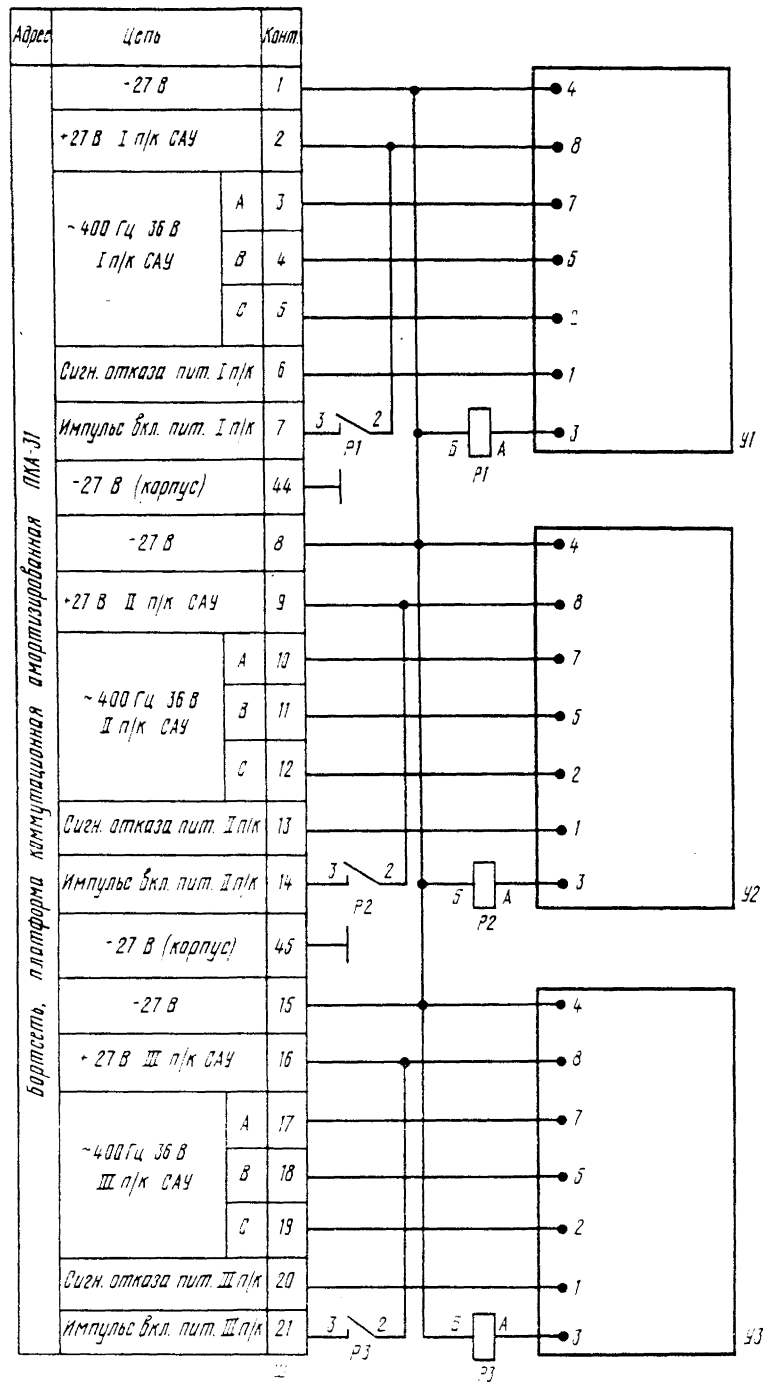 Адрес Цепь Конт.
Бортсеть, платформа коммутационная амортизированная ПКА-31
-27 В 1 4
+27 В I п/к САУ 2 8
~400 Гц 36 В
I п/к САУ
А 3 7
В 4 5
С 5
Сигн. отказа пит. I п/к 6 1
Импульс вкл. пит. I п/к 7 3 2 Б А 3
Р1 Р1 У1
-27 В (корпус) 44
-27 В 8 4
+27 В II п/к САУ 9 8
~400 Гц 36 В
II п/к САУ
А 10 7
В 11 5
С 12 2
Сигн. отказа пит. II п/к 13 1
Импульс вкл. пит. II п/к 14 3 2 Б А 3
Р2 Р2 У2
-27 В (корпус) 45
-27 В 15 4
+27 В III п/к САУ 16 8
~400 Гц 36 В
III п/к САУ
А 17 7
В 18 5
С 19 2
Сигн. отказа пит. III п/к 20 1
Импульс вкл. пит. III п/к 21 3 2 Б А 3
Р3 Р3 У3